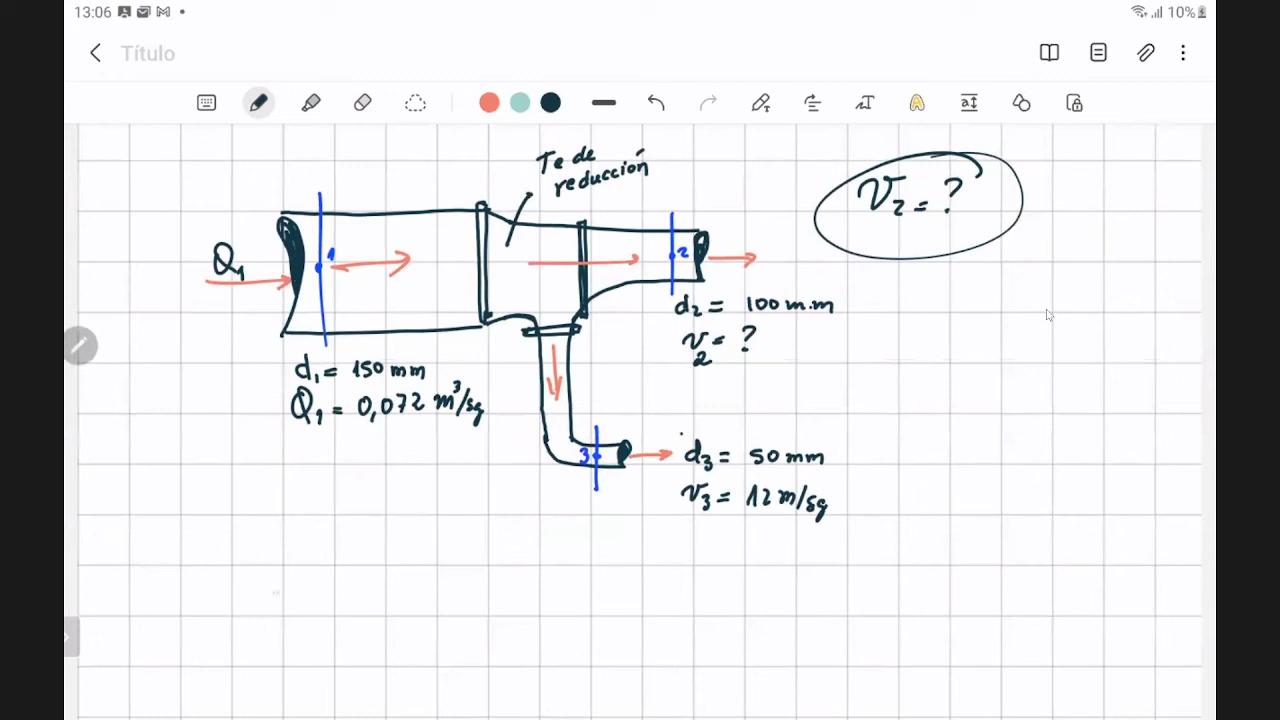 13:06
10%
Título
Te de
reducción
V₂ = ?
Q₁
1
2
d₂ = 100 m.m
v₂ = ?
d₁ = 150 mm
Q₁ = 0,072 m³/sg
3
d₃ = 50 mm
v₃ = 12 m/sg